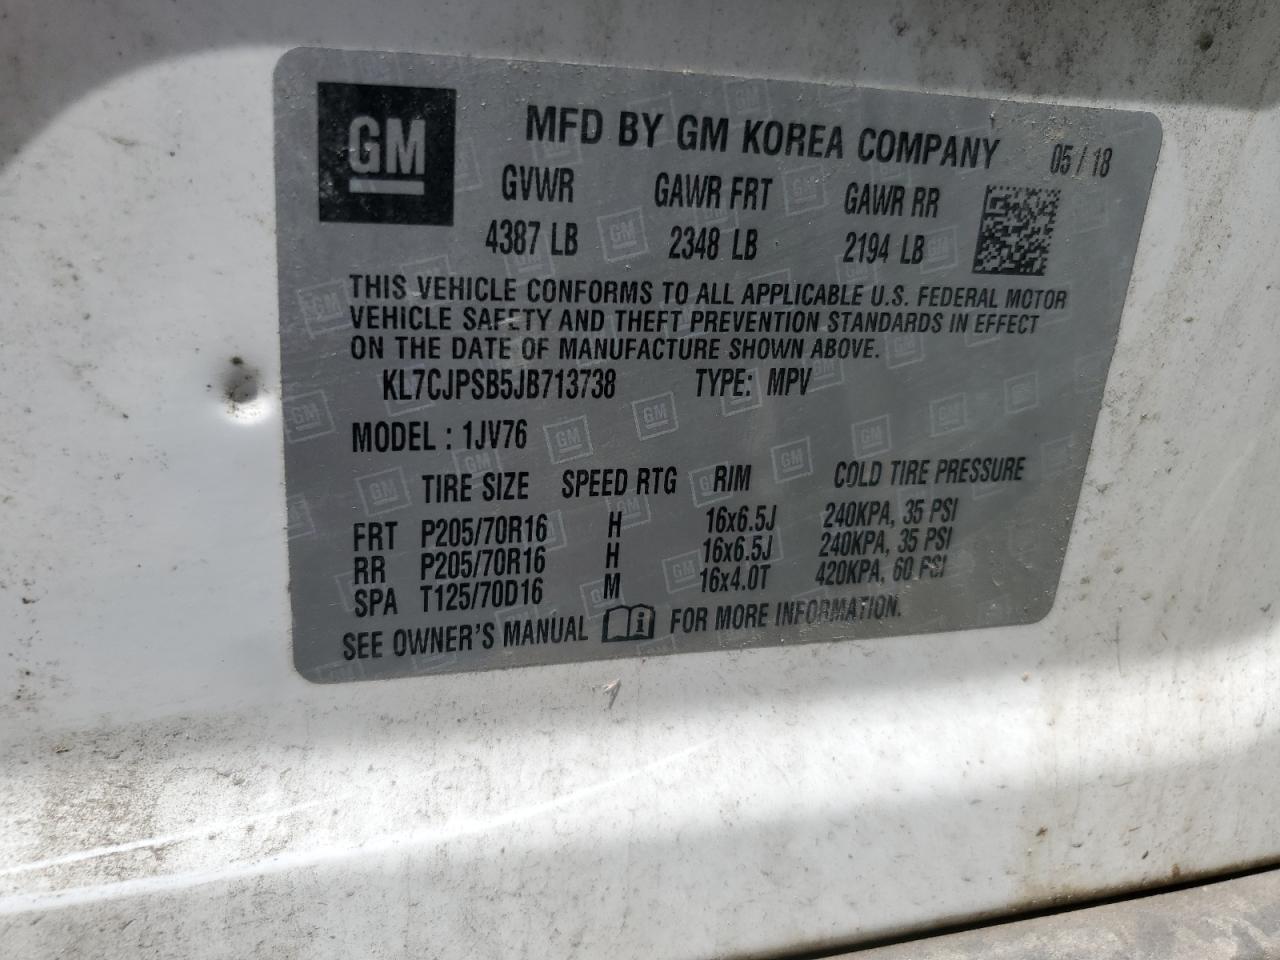 GM
MFD BY GM KOREA COMPANY 05 / 18
GVWR GAWR FRT GAWR RR
4387 LB 2348 LB 2194 LB
THIS VEHICLE CONFORMS TO ALL APPLICABLE U.S. FEDERAL MOTOR
VEHICLE SAFETY AND THEFT PREVENTION STANDARDS IN EFFECT
ON THE DATE OF MANUFACTURE SHOWN ABOVE.
KL7CJPSB5JB713738 TYPE: MPV
MODEL : 1JV76
TIRE SIZE SPEED RTG RIM COLD TIRE PRESSURE
FRT P205/70R16 H 16x6.5J 240KPA, 35 PSI
RR P205/70R16 H 16x6.5J 240KPA, 35 PSI
SPA T125/70D16 M 16x4.0T 420KPA, 60 PSI
SEE OWNER'S MANUAL i FOR MORE INFORMATION.